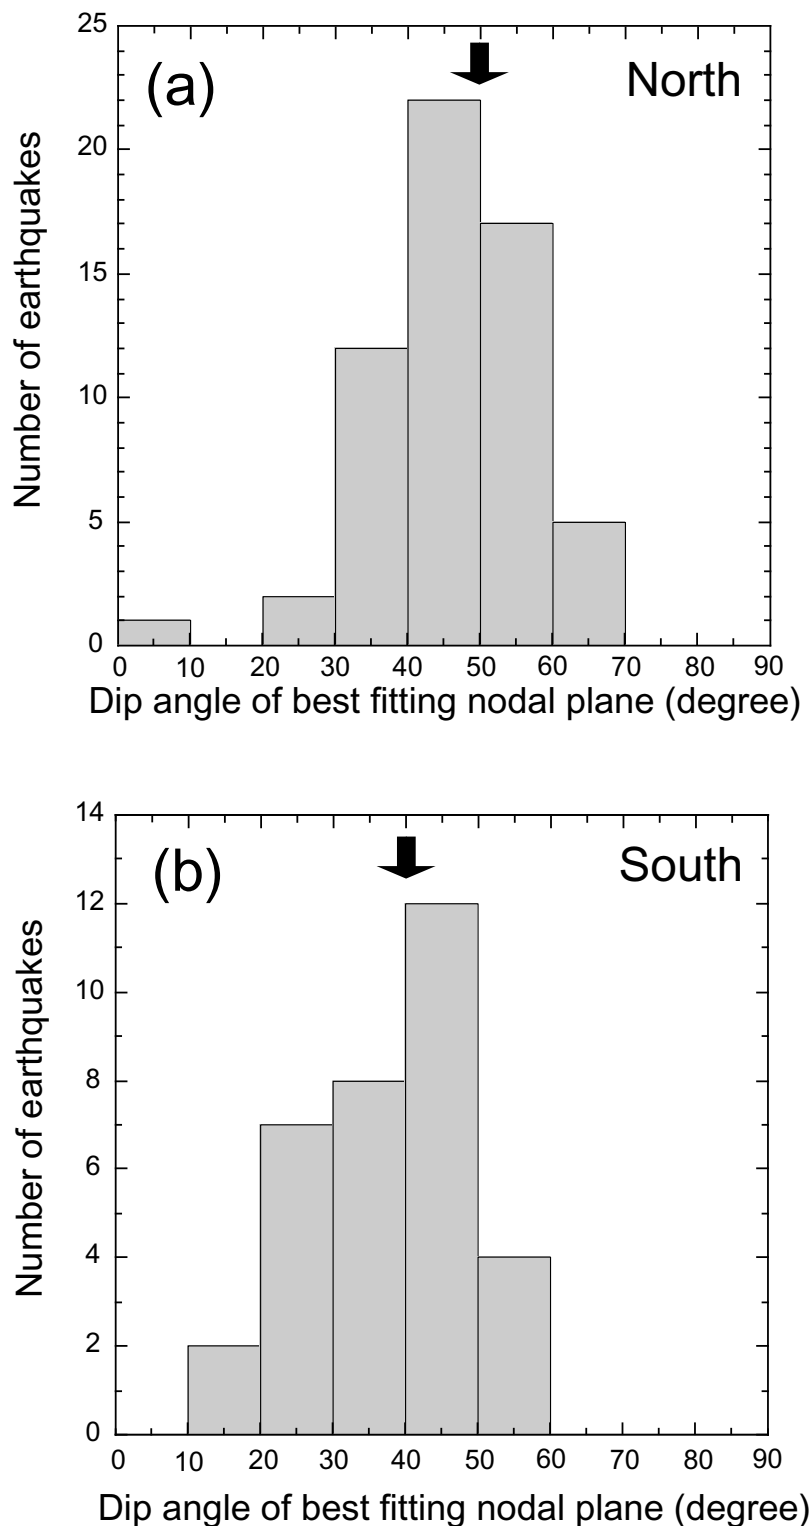 25
(a)
North
20
15
10
5
0
Number of earthquakes
0 10 20 30 40 50 60 70 80 90
Dip angle of best fitting nodal plane (degree)
14
(b)
South
12
10
8
6
4
2
0
Number of earthquakes
0 10 20 30 40 50 60 70 80 90
Dip angle of best fitting nodal plane (degree)